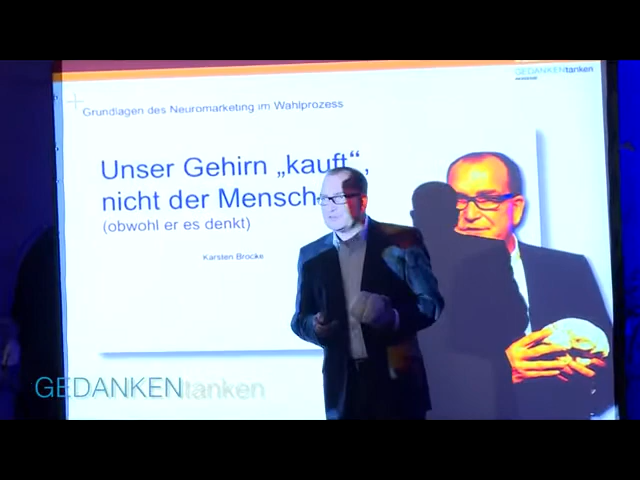 GEDANKENtanken
Grundlagen des Neuromarketing im Wahlprozess
Unser Gehirn „kauft“,
nicht der Mensch
(obwohl er es denkt)
Karsten Brocke
GEDANKENtanken